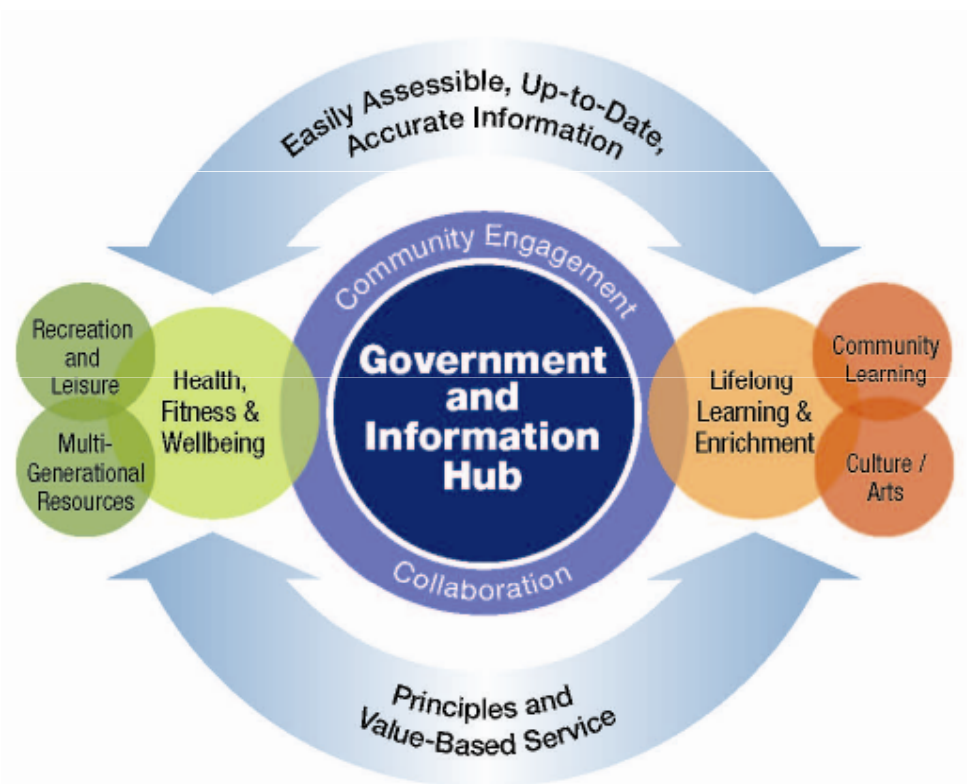 Easily Assessible, Up-to-Date,
Accurate Information
Community Engagement
Government
and
Information
Hub
Collaboration
Recreation
and
Leisure
Multi-
Generational
Resources
Health,
Fitness &
Wellbeing
Lifelong
Learning &
Enrichment
Community
Learning
Culture /
Arts
Principles and
Value-Based Service